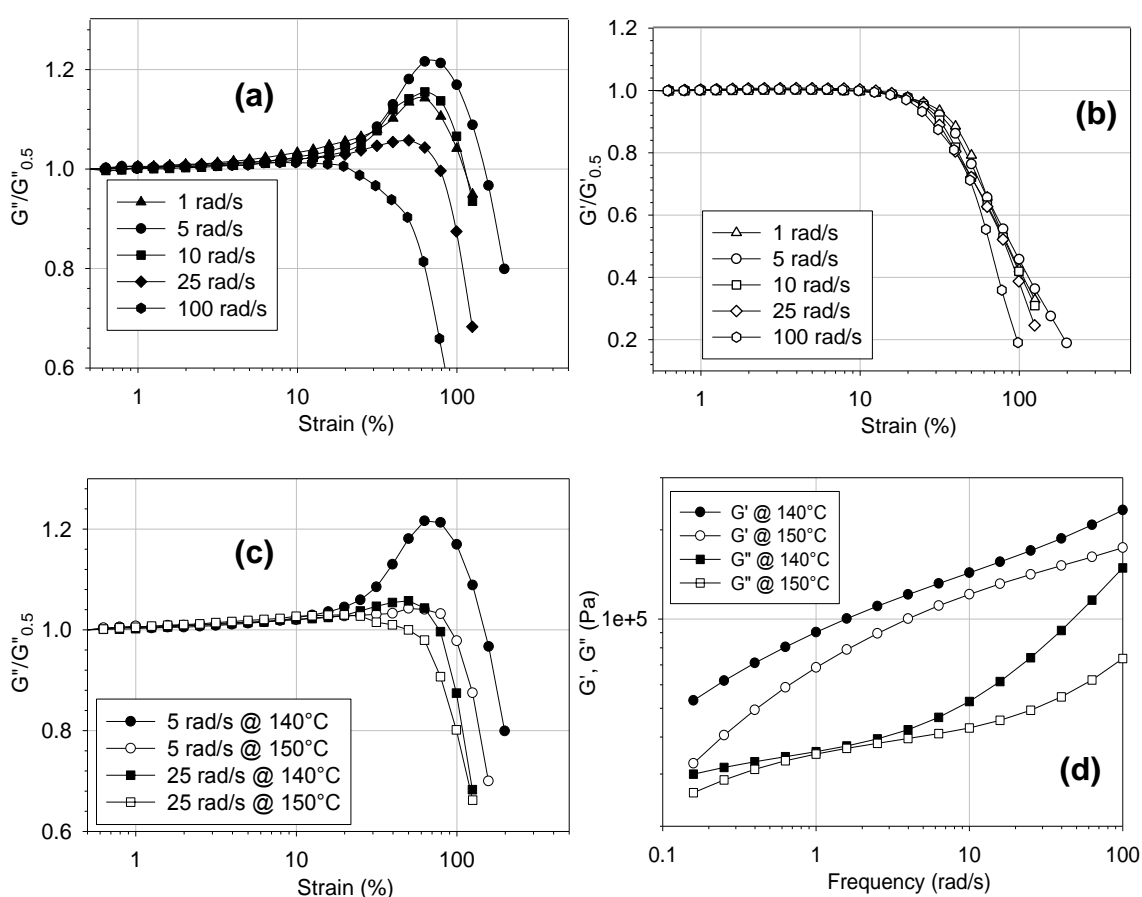 1.2
(a)
G"/G"0.5
1.0
1 rad/s
5 rad/s
10 rad/s
25 rad/s
100 rad/s
0.8
0.6
1 10 100
Strain (%)
1.2
(b)
G'/G'0.5
1.0
0.8
0.6
1 rad/s
5 rad/s
10 rad/s
25 rad/s
100 rad/s
0.4
0.2
1 10 100
Strain (%)
1.2
(c)
G"/G"0.5
1.0
5 rad/s @ 140°C
5 rad/s @ 150°C
25 rad/s @ 140°C
25 rad/s @ 150°C
0.8
0.6
1 10 100
Strain (%)
G' @ 140°C
G' @ 150°C
G" @ 140°C
G" @ 150°C
G', G" (Pa)
1e+5
(d)
0.1 1 10 100
Frequency (rad/s)